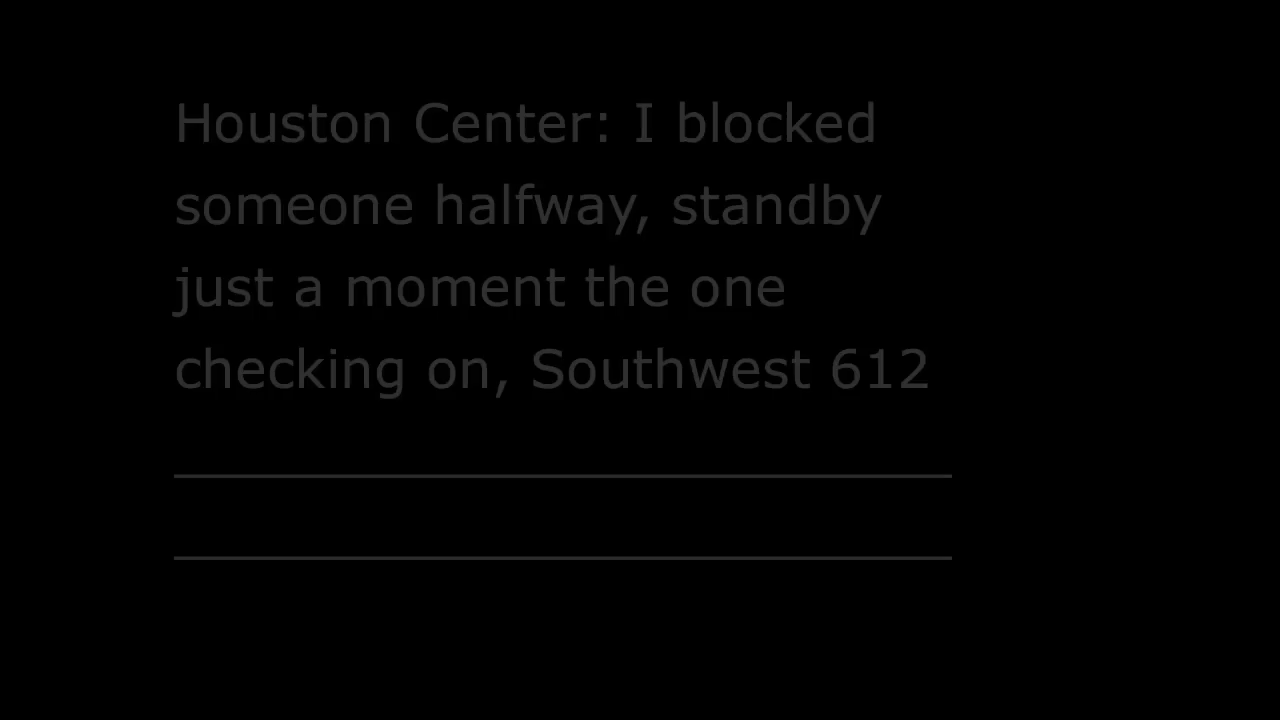 Houston Center: I blocked
someone halfway, standby
just a moment the one
checking on, Southwest 612